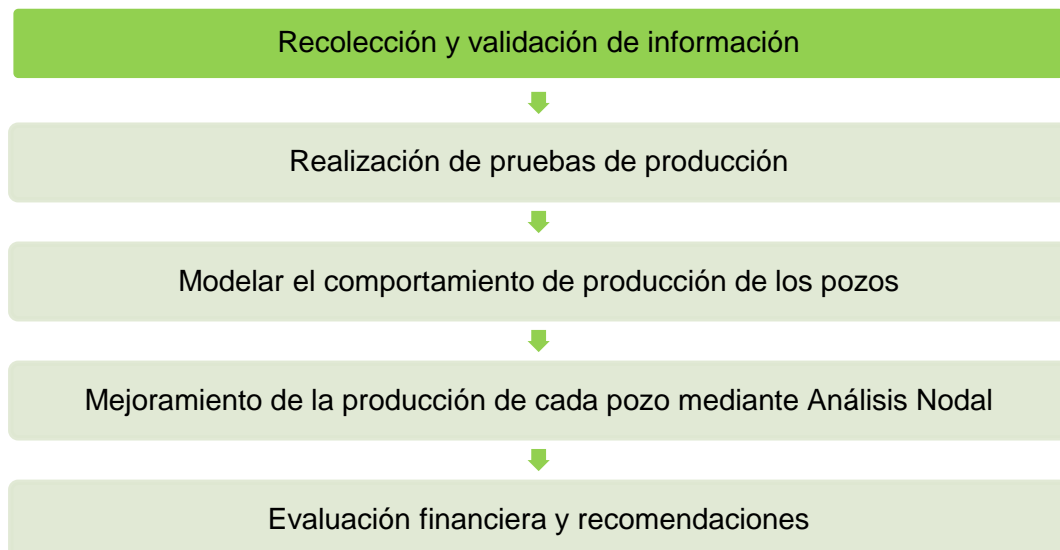 Recolección y validación de información
Realización de pruebas de producción
Modelar el comportamiento de producción de los pozos
Mejoramiento de la producción de cada pozo mediante Análisis Nodal
Evaluación financiera y recomendaciones